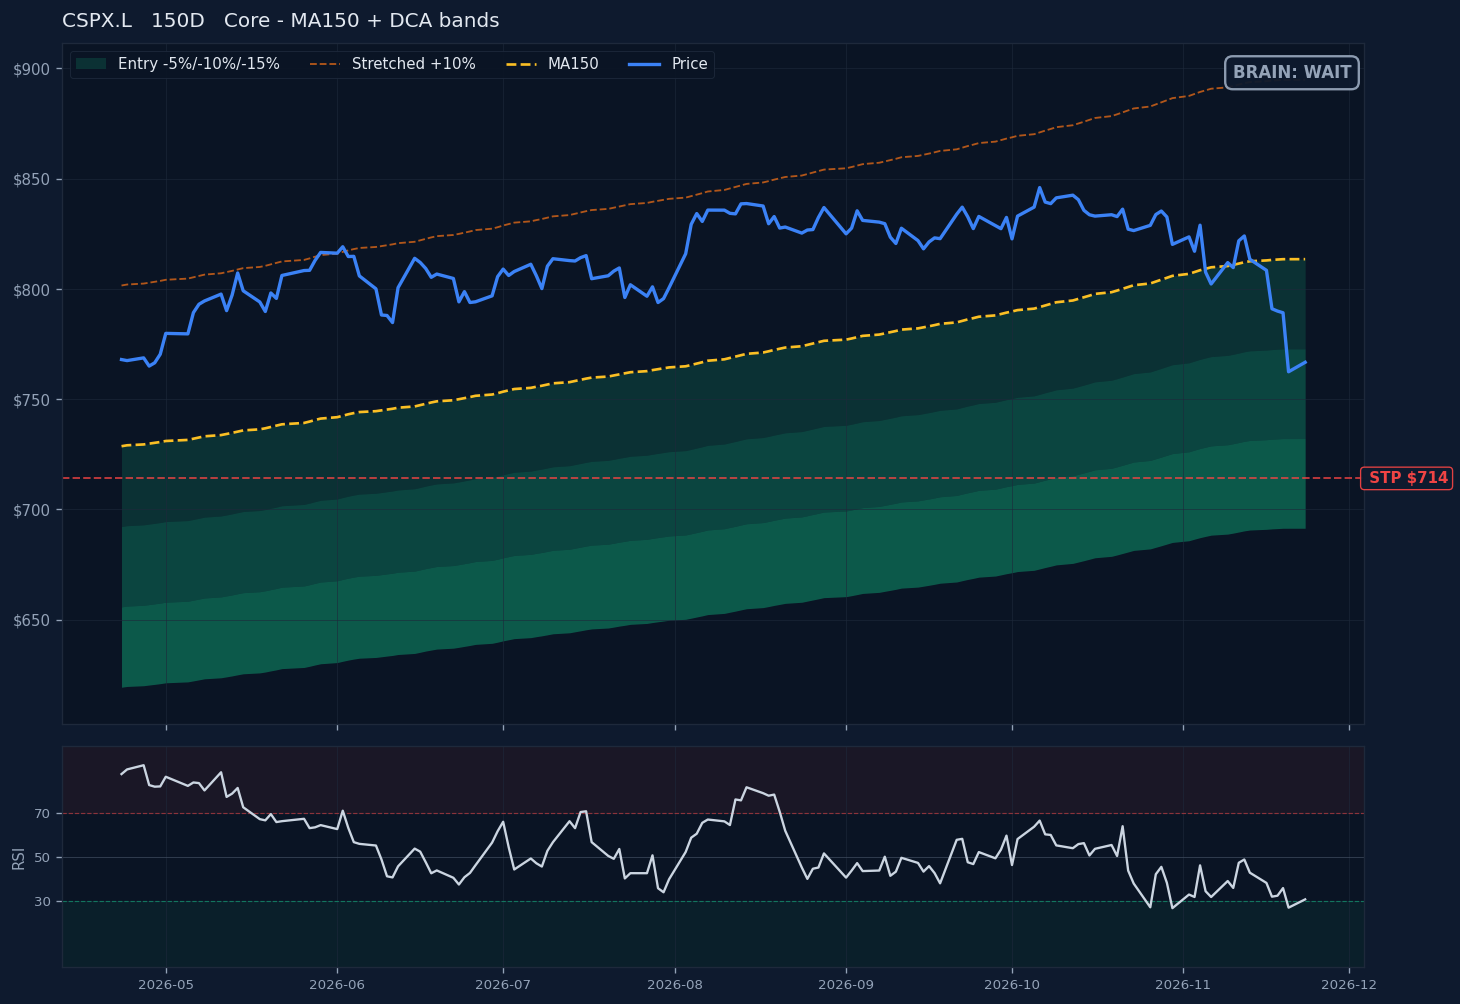 CSPX.L 150D Core - MA150 + DCA bands
Entry -5%/-10%/-15% Stretched +10% MA150 Price
BRAIN: WAIT
$900
$850
$800
$750
$700
$650
STP $714
RSI
70
50
30
2026-05 2026-06 2026-07 2026-08 2026-09 2026-10 2026-11 2026-12